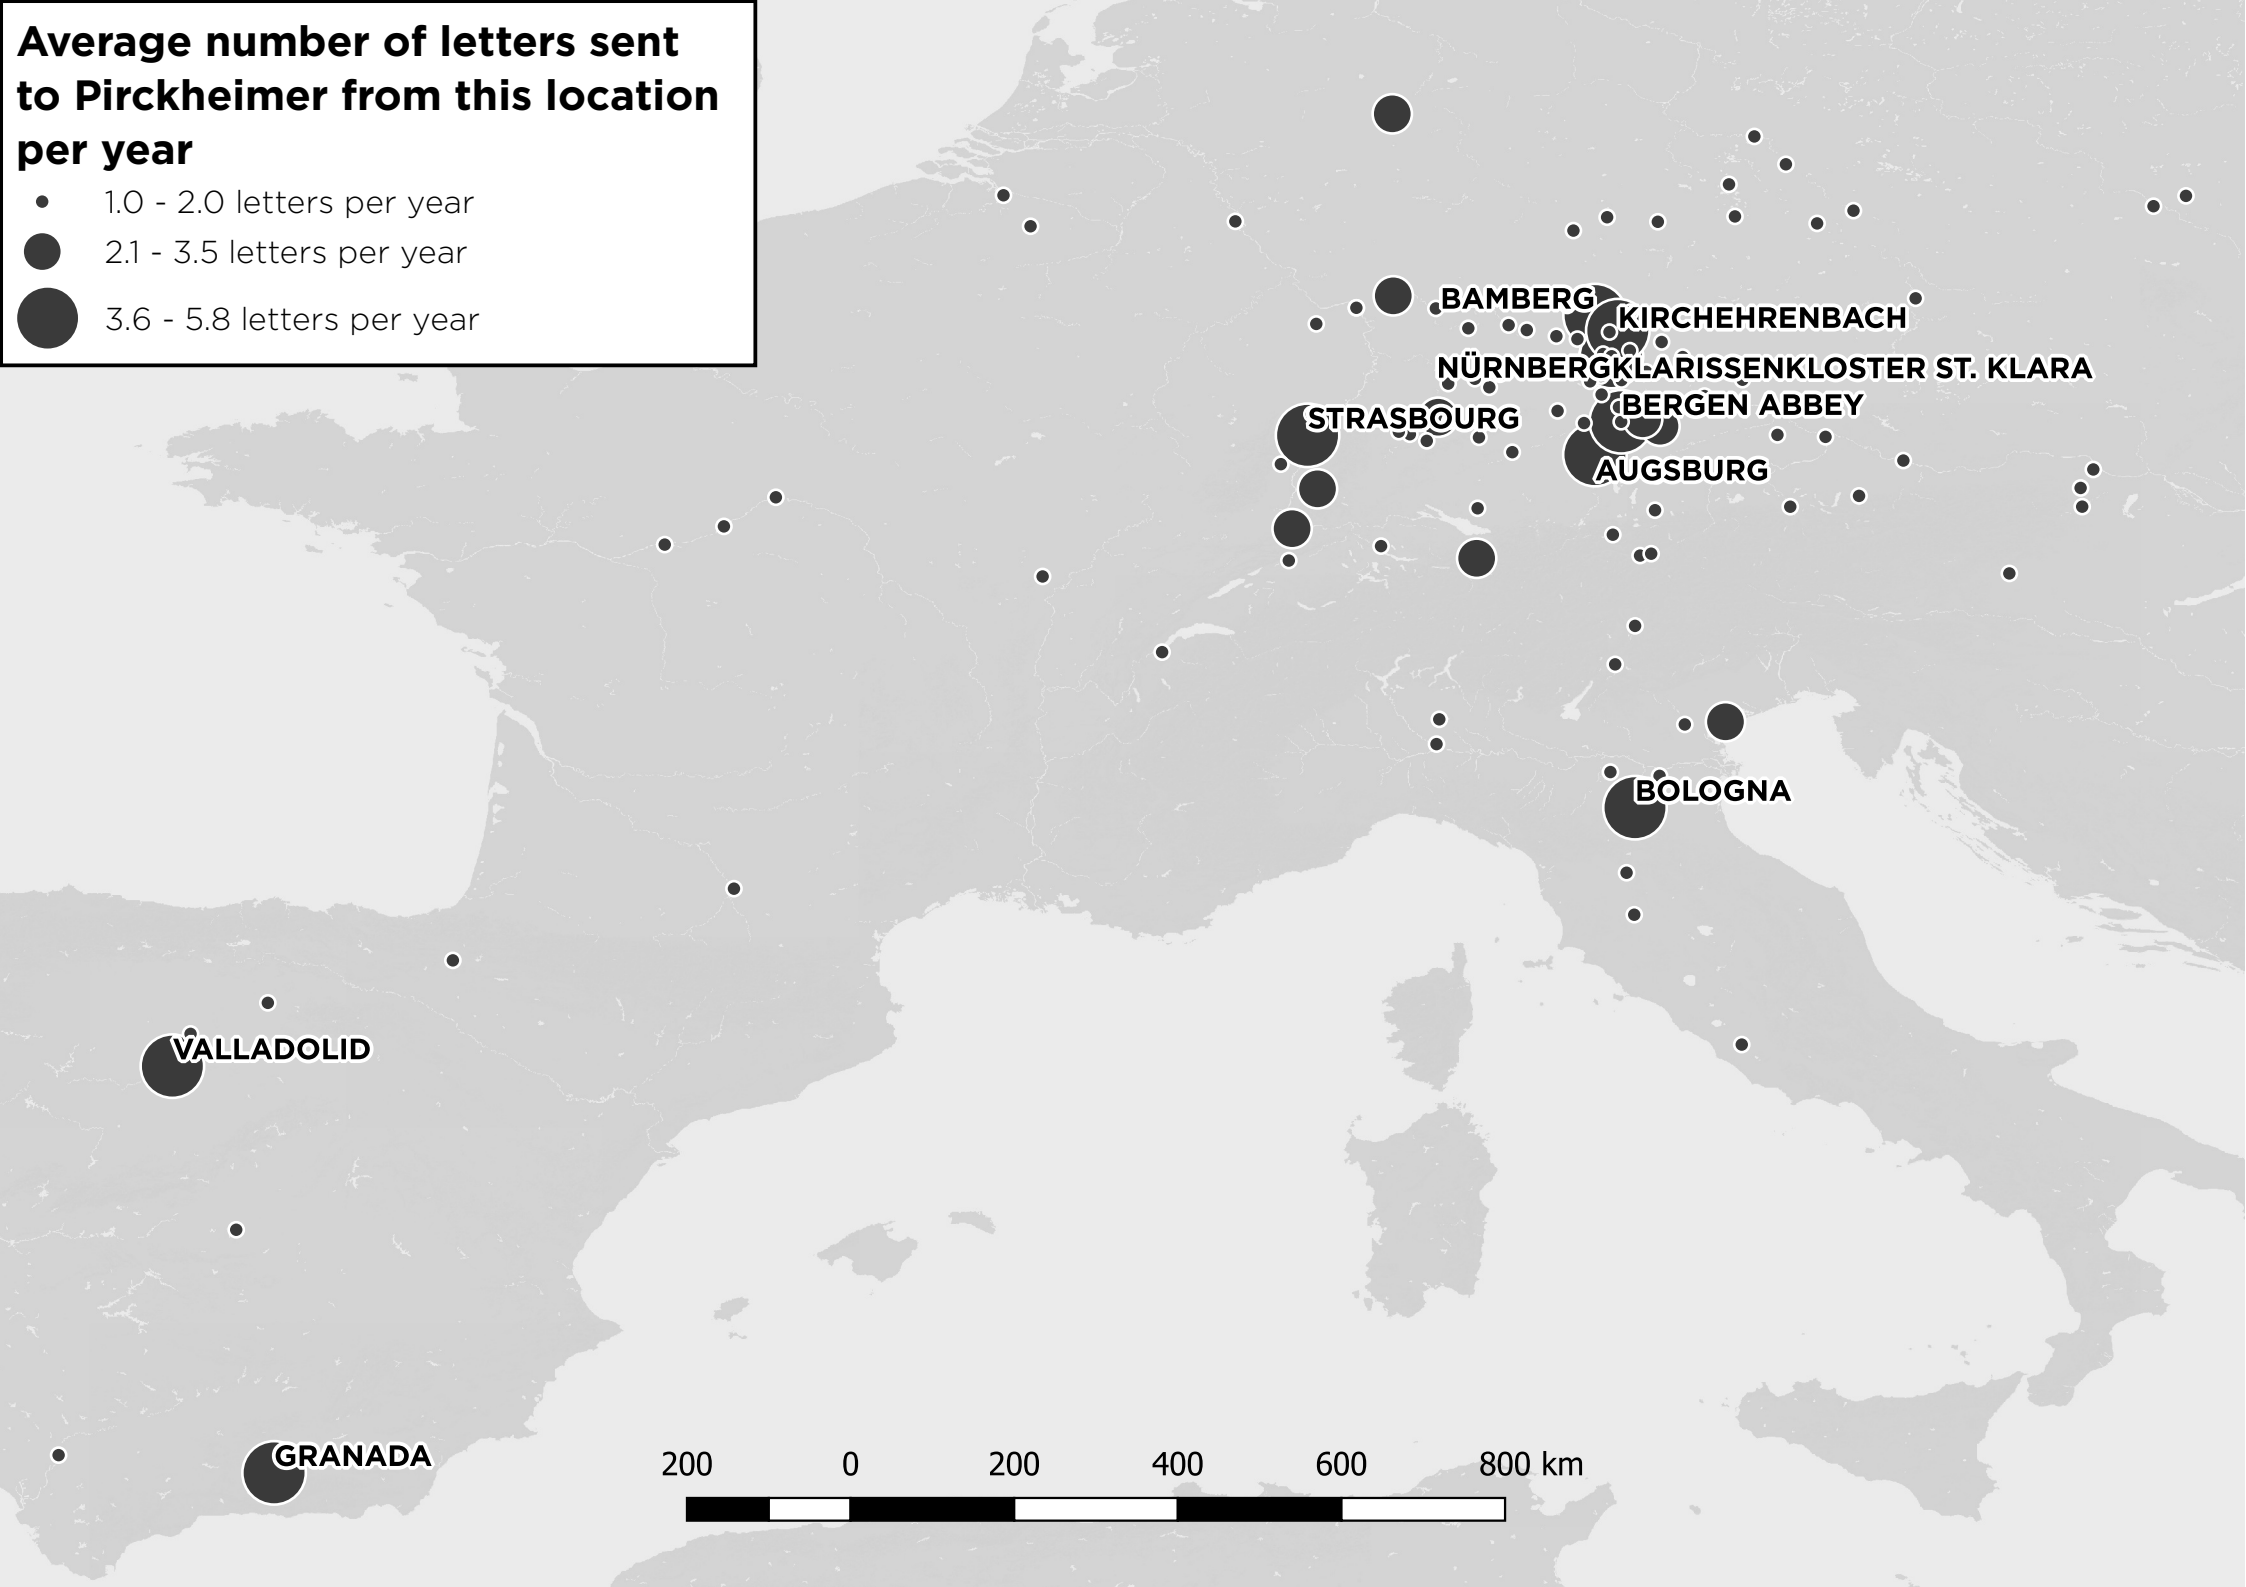 Average number of letters sent
to Pirckheimer from this location
per year
1.0 - 2.0 letters per year
2.1 - 3.5 letters per year
3.6 - 5.8 letters per year
BAMBERG
KIRCHEHRENBACH
NÜRNBERG
KLARISSENKLOSTER ST. KLARA
BERGEN ABBEY
STRASBOURG
AUGSBURG
BOLOGNA
VALLADOLID
GRANADA
200 0 200 400 600 800 km